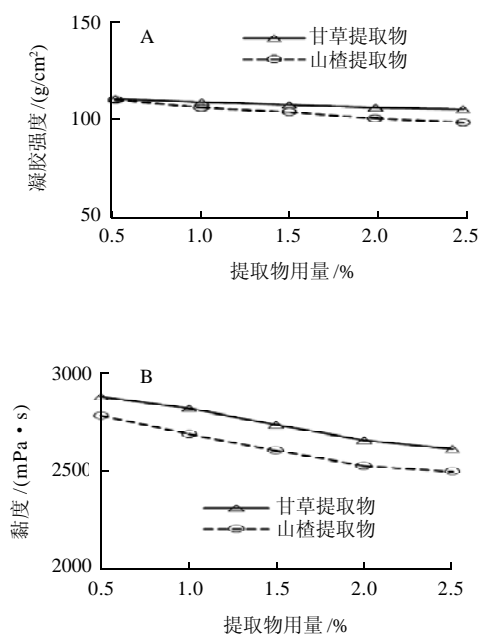 150
A
甘草提取物
山楂提取物
凝胶强度/(g/cm²)
100
50
0.5 1.0 1.5 2.0 2.5
提取物用量/%
3000
B
黏度/(mPa·s)
2500
甘草提取物
山楂提取物
2000
0.5 1.0 1.5 2.0 2.5
提取物用量/%